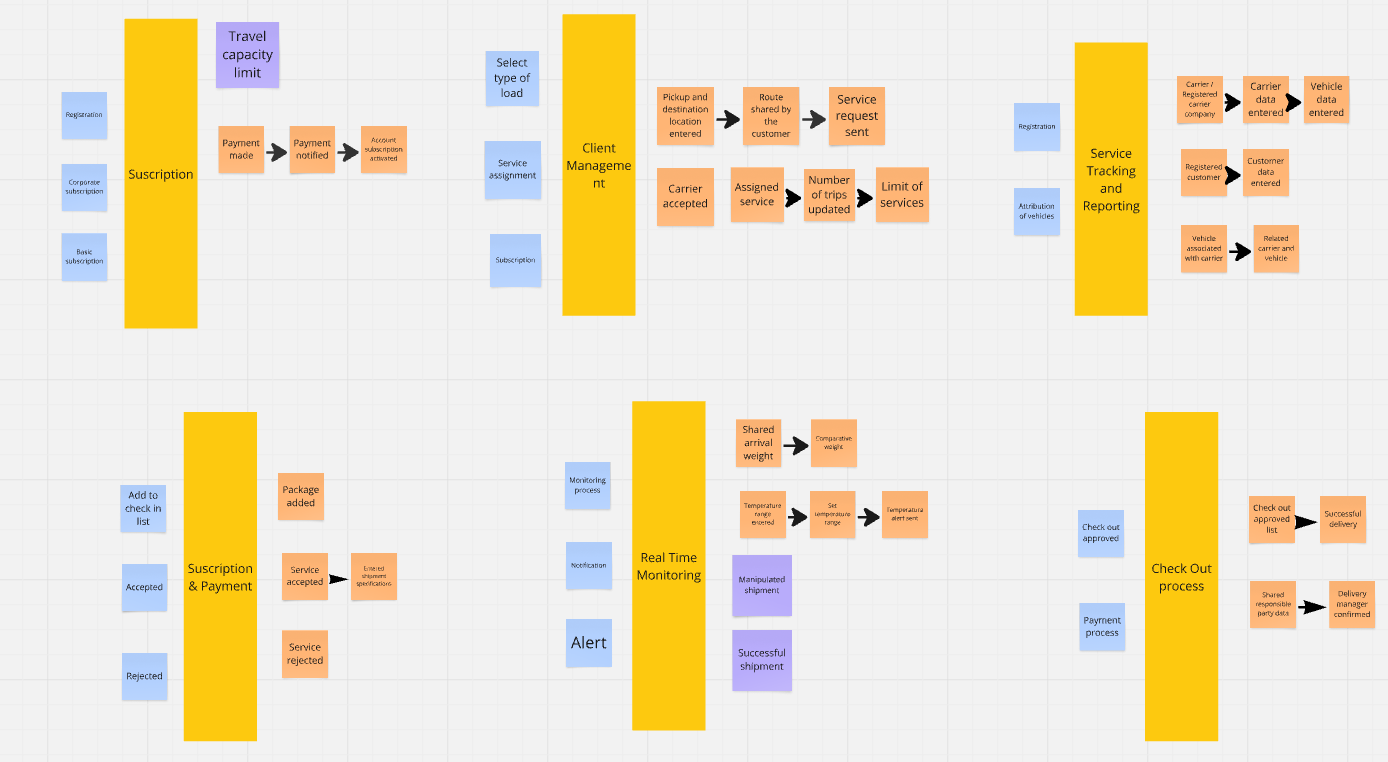 Suscription
Travel
capacity
limit
Registration
Corporate
subscription
Basic
subscription
Payment
made
Payment
notified
Account
subscription
activated
Select
type of
load
Service
assignment
Subscription
Client
Manageme
nt
Pickup and
destination
location
entered
Route
shared by
the
customer
Service
request
sent
Carrier
accepted
Assigned
service
Number
of trips
updated
Limit of
services
Registration
Attribution
of vehicles
Service
Tracking
and
Reporting
Carrier /
Registered
carrier
company
Carrier
data
entered
Vehicle
data
entered
Registered
customer
Customer
data
entered
Vehicle
associated
with carrier
Related
carrier and
vehicle
Add to
check in
list
Accepted
Rejected
Suscription
& Payment
Package
added
Service
accepted
Entered
shipment
specifications
Service
rejected
Monitoring
process
Notification
Alert
Real Time
Monitoring
Shared
arrival
weight
Comparative
weight
Temperature
range
entered
Set
temperature
range
Temperature
alert sent
Manipulated
shipment
Successful
shipment
Check out
approved
Payment
process
Check Out
process
Check out
approved
list
Successful
delivery
Shared
responsible
party data
Delivery
manager
confirmed